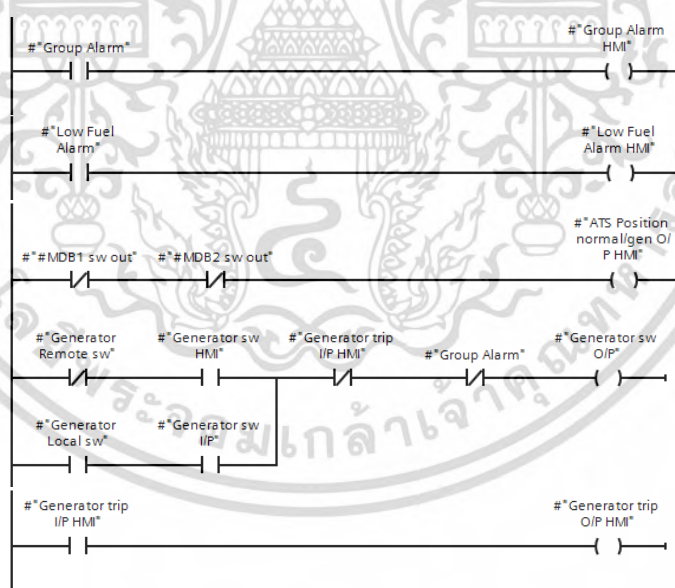 #"Group Alarm"
#"Group Alarm
HMI"
#"Low Fuel
Alarm"
#"Low Fuel
Alarm HMI"
#"#MDB1 sw out"
#"#MDB2 sw out"
#"ATS Position
normal/gen O/
P HMI"
#"Generator
Remote sw"
#"Generator sw
HMI"
#"Generator trip
I/P HMI"
#"Group Alarm"
#"Generator sw
O/P"
#"Generator
Local sw"
#"Generator sw
I/P"
#"Generator trip
I/P HMI"
#"Generator trip
O/P HMI"